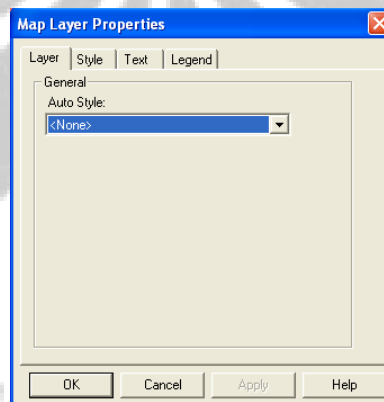 Map Layer Properties
Layer Style Text Legend
General
Auto Style:
<None>
OK Cancel Apply Help